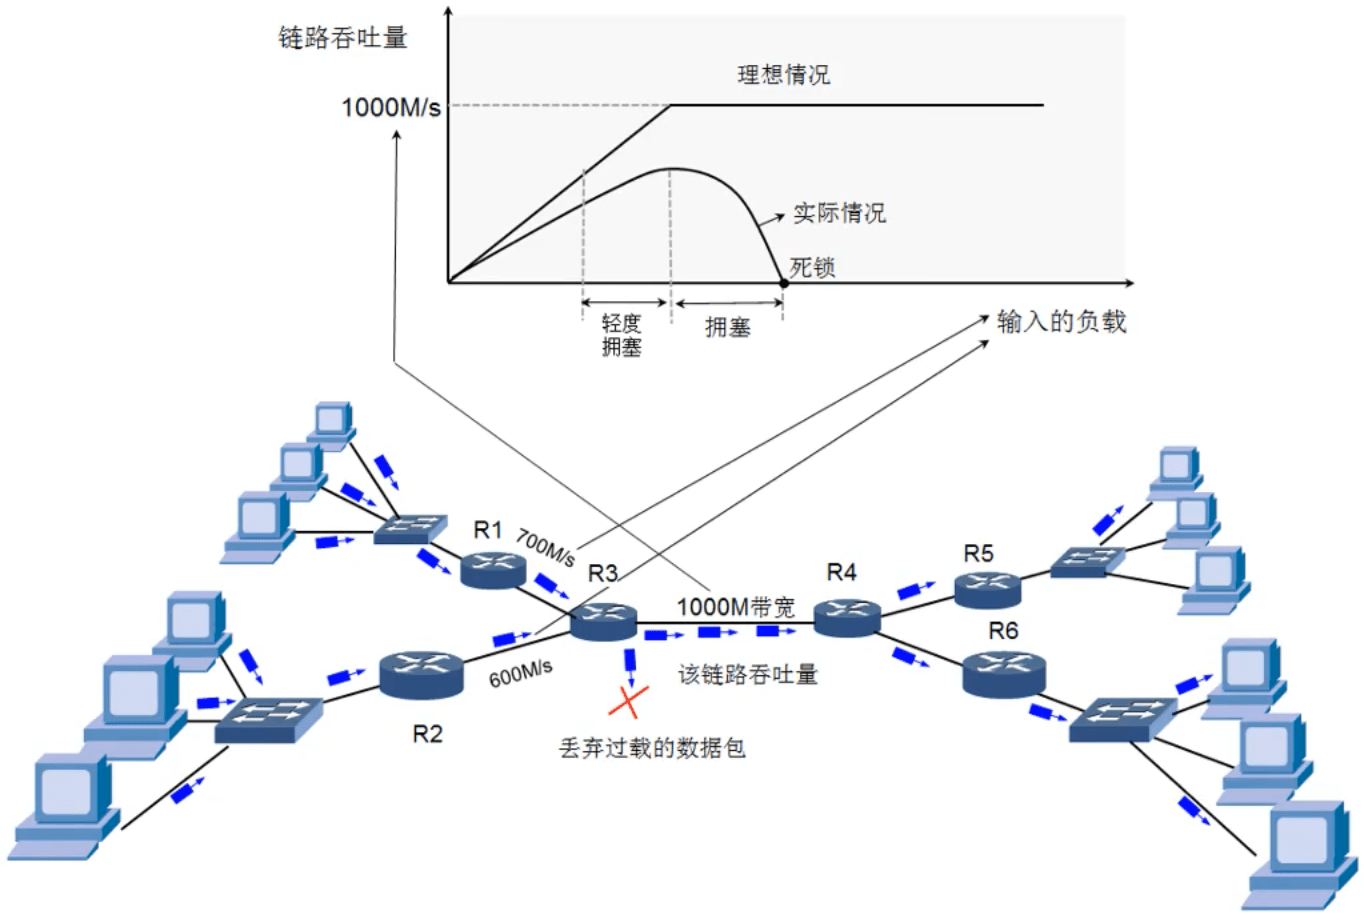 链路吞吐量
理想情况
1000M/s
实际情况
死锁
轻度
拥塞
拥塞
输入的负载
R1
700M/s
R3
R4
R5
1000M带宽
R6
600M/s
该链路吞吐量
R2
丢弃过载的数据包